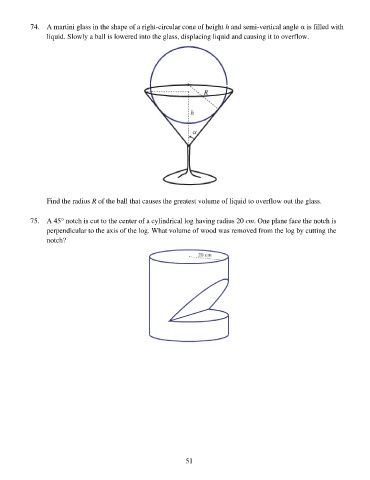 74. A martini glass in the shape of a right-circular cone of height h and semi-vertical angle α is filled with
liquid. Slowly a ball is lowered into the glass, displacing liquid and causing it to overflow.
R
h
α
Find the radius R of the ball that causes the greatest volume of liquid to overflow out the glass.
75. A 45° notch is cut to the center of a cylindrical log having radius 20 cm. One plane face the notch is
perpendicular to the axis of the log. What volume of wood was removed from the log by cutting the
notch?
20 cm
51